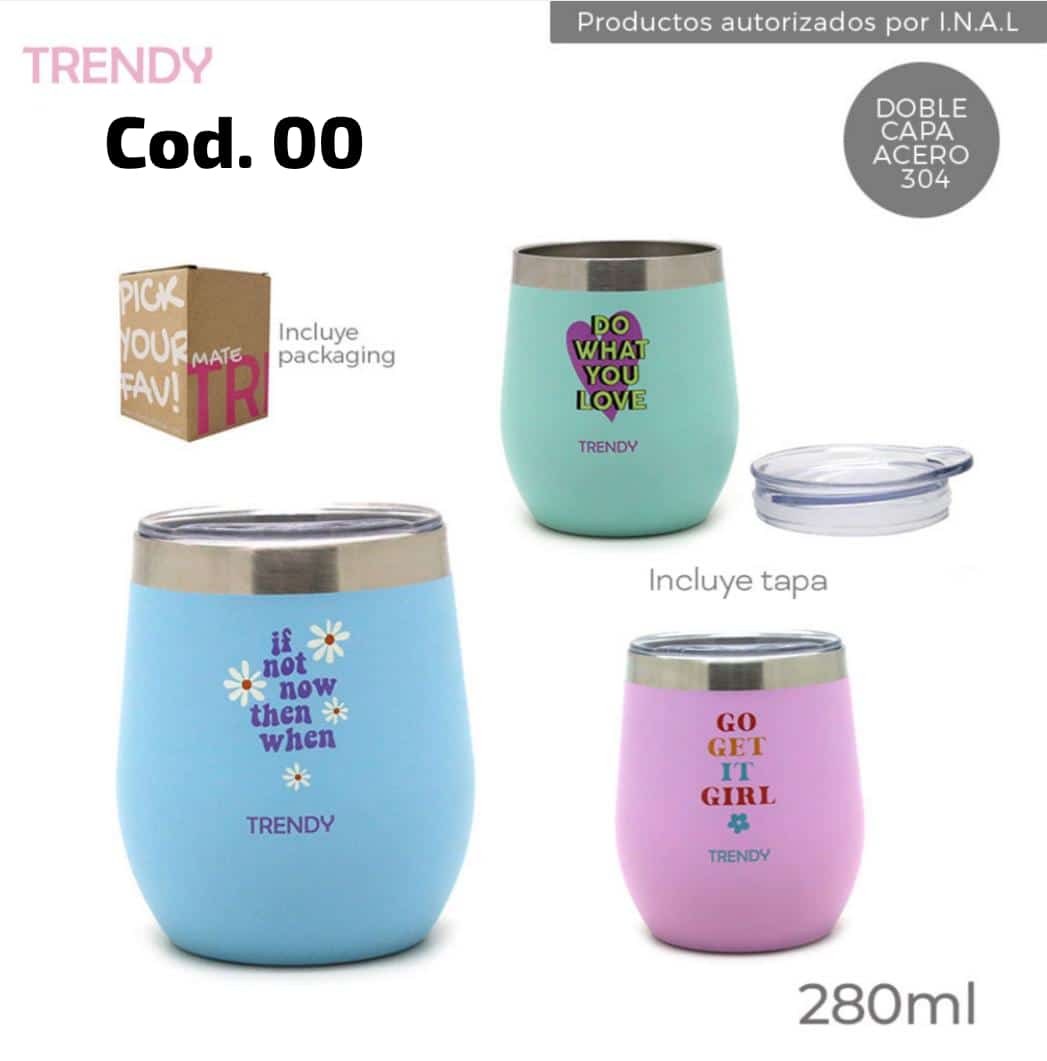 Productos autorizados por I.N.A.L
TRENDY
Cod. 00
DOBLE
CAPA
ACERO
304
PICK
YOUR
FAV!
MATE
TR
Incluye
packaging
DO
WHAT
YOU
LOVE
TRENDY
Incluye tapa
if
not
now
then
when
TRENDY
GO
GET
IT
GIRL
TRENDY
280ml